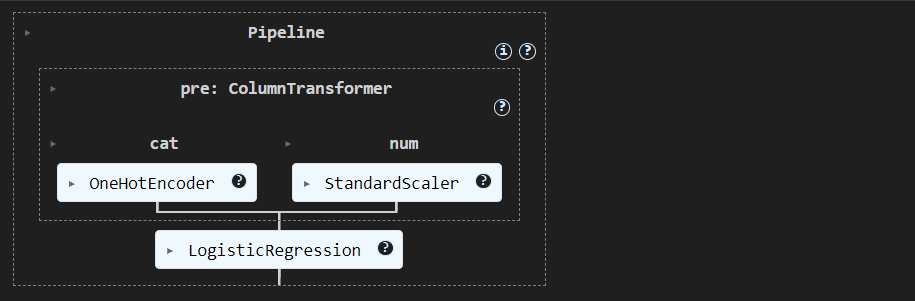 Pipeline
i ?
pre: ColumnTransformer
?
cat num
OneHotEncoder ? StandardScaler ?
LogisticRegression ?